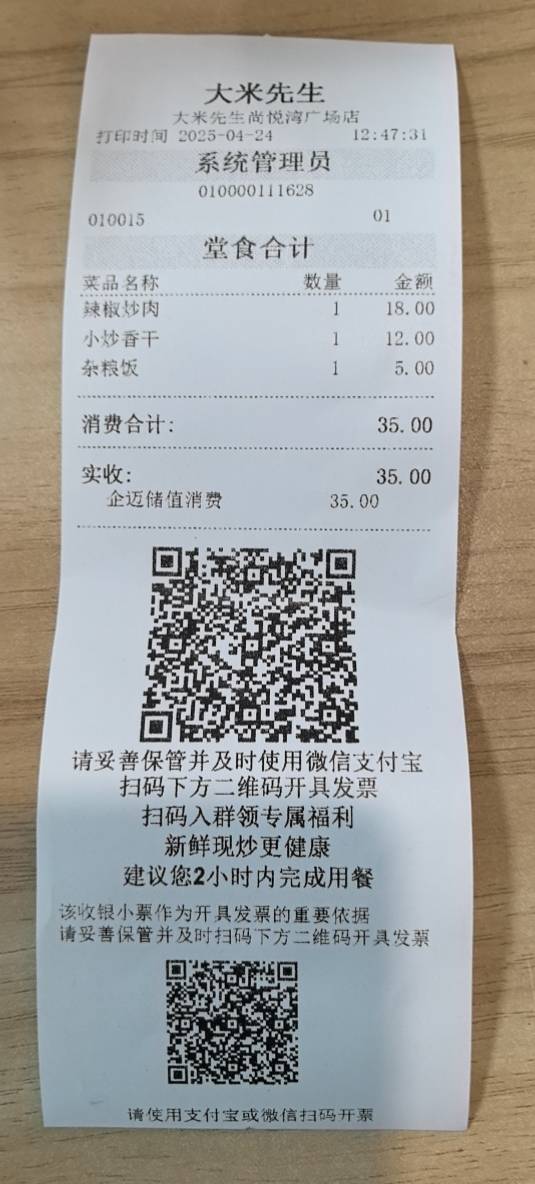 大米先生
大米先生尚悦湾广场店
打印时间 2025-04-24 12:47:31
系统管理员
010000111628
010015 01
堂食合计
菜品名称 数量 金额
辣椒炒肉 1 18.00
小炒香干 1 12.00
杂粮饭 1 5.00
消费合计: 35.00
实收: 35.00
企迈储值消费 35.00
请妥善保管并及时使用微信支付宝
扫码下方二维码开具发票
扫码入群领专属福利
新鲜现炒更健康
建议您2小时内完成用餐
该收银小票作为开具发票的重要依据
请妥善保管并及时扫码下方二维码开具发票
请使用支付宝或微信扫码开票